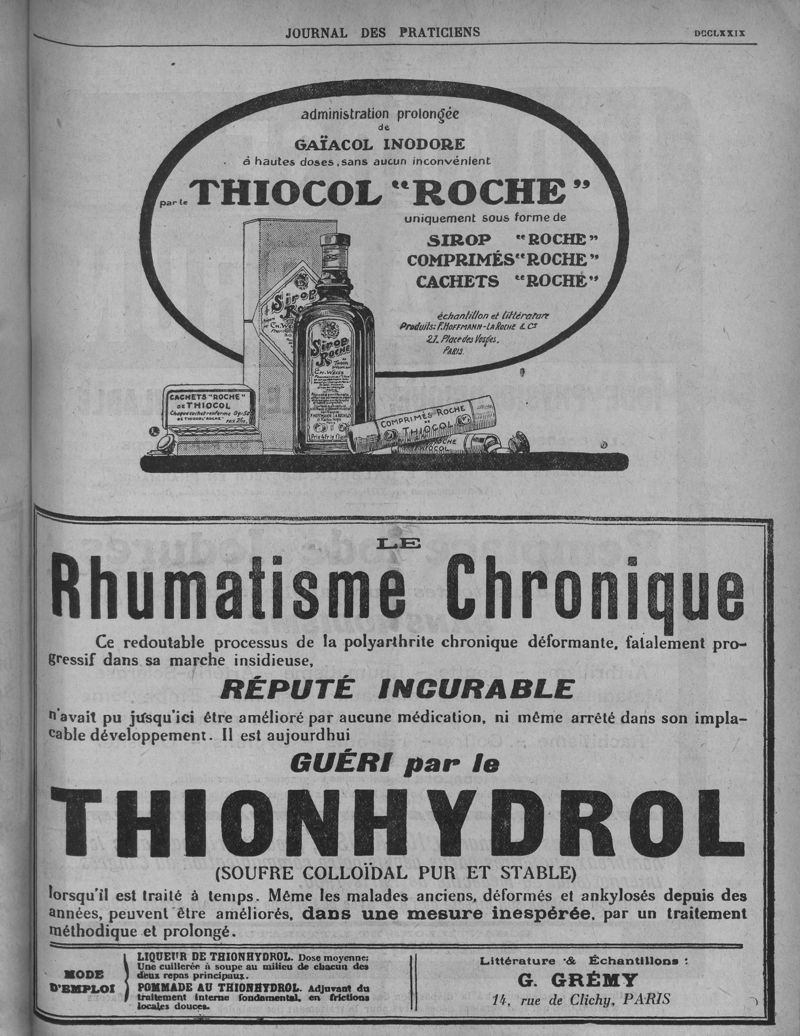 JOURNAL DES PRATICIENS
DCCLXXIX
administration prolongée
de
GAÏACOL INODORE
à hautes doses, sans aucun inconvénient
par le THIOCOL "ROCHE"
uniquement sous forme de
SIROP "ROCHE"
COMPRIMÉS "ROCHE"
CACHETS "ROCHE"
échantillon et littérature
Produits: F. HOFFMANN-LA ROCHE & Cº
21, Place des Vosges.
PARIS.
Sirop
Roche
Sirop
Roche
CACHETS "ROCHE"
DE THIOCOL
COMPRIMÉS ROCHE
THIOCOL
ROCHE
THIOCOL
LE
Rhumatisme Chronique
Ce redoutable processus de la polyarthrite chronique déformante, fatalement pro-
gressif dans sa marche insidieuse,
RÉPUTÉ INCURABLE
n'avait pu jusqu'ici être amélioré par aucune médication, ni même arrêté dans son impla-
cable développement. Il est aujourd'hui
GUÉRI par le
THIONHYDROL
(SOUFRE COLLOÏDAL PUR ET STABLE)
lorsqu'il est traité à temps. Même les malades anciens, déformés et ankylosés depuis des
années, peuvent être améliorés, dans une mesure inespérée, par un traitement
méthodique et prolongé.
MODE
D'EMPLOI
LIQUEUR DE THIONHYDROL. Dose moyenne:
Une cuillerée à soupe au milieu de chacun des
deux repas principaux.
POMMADE AU THIONHYDROL. Adjuvant du
traitement interne fondamental, en frictions
locales douces.
Littérature & Échantillons :
G. GRÉMY
14, rue de Clichy, PARIS